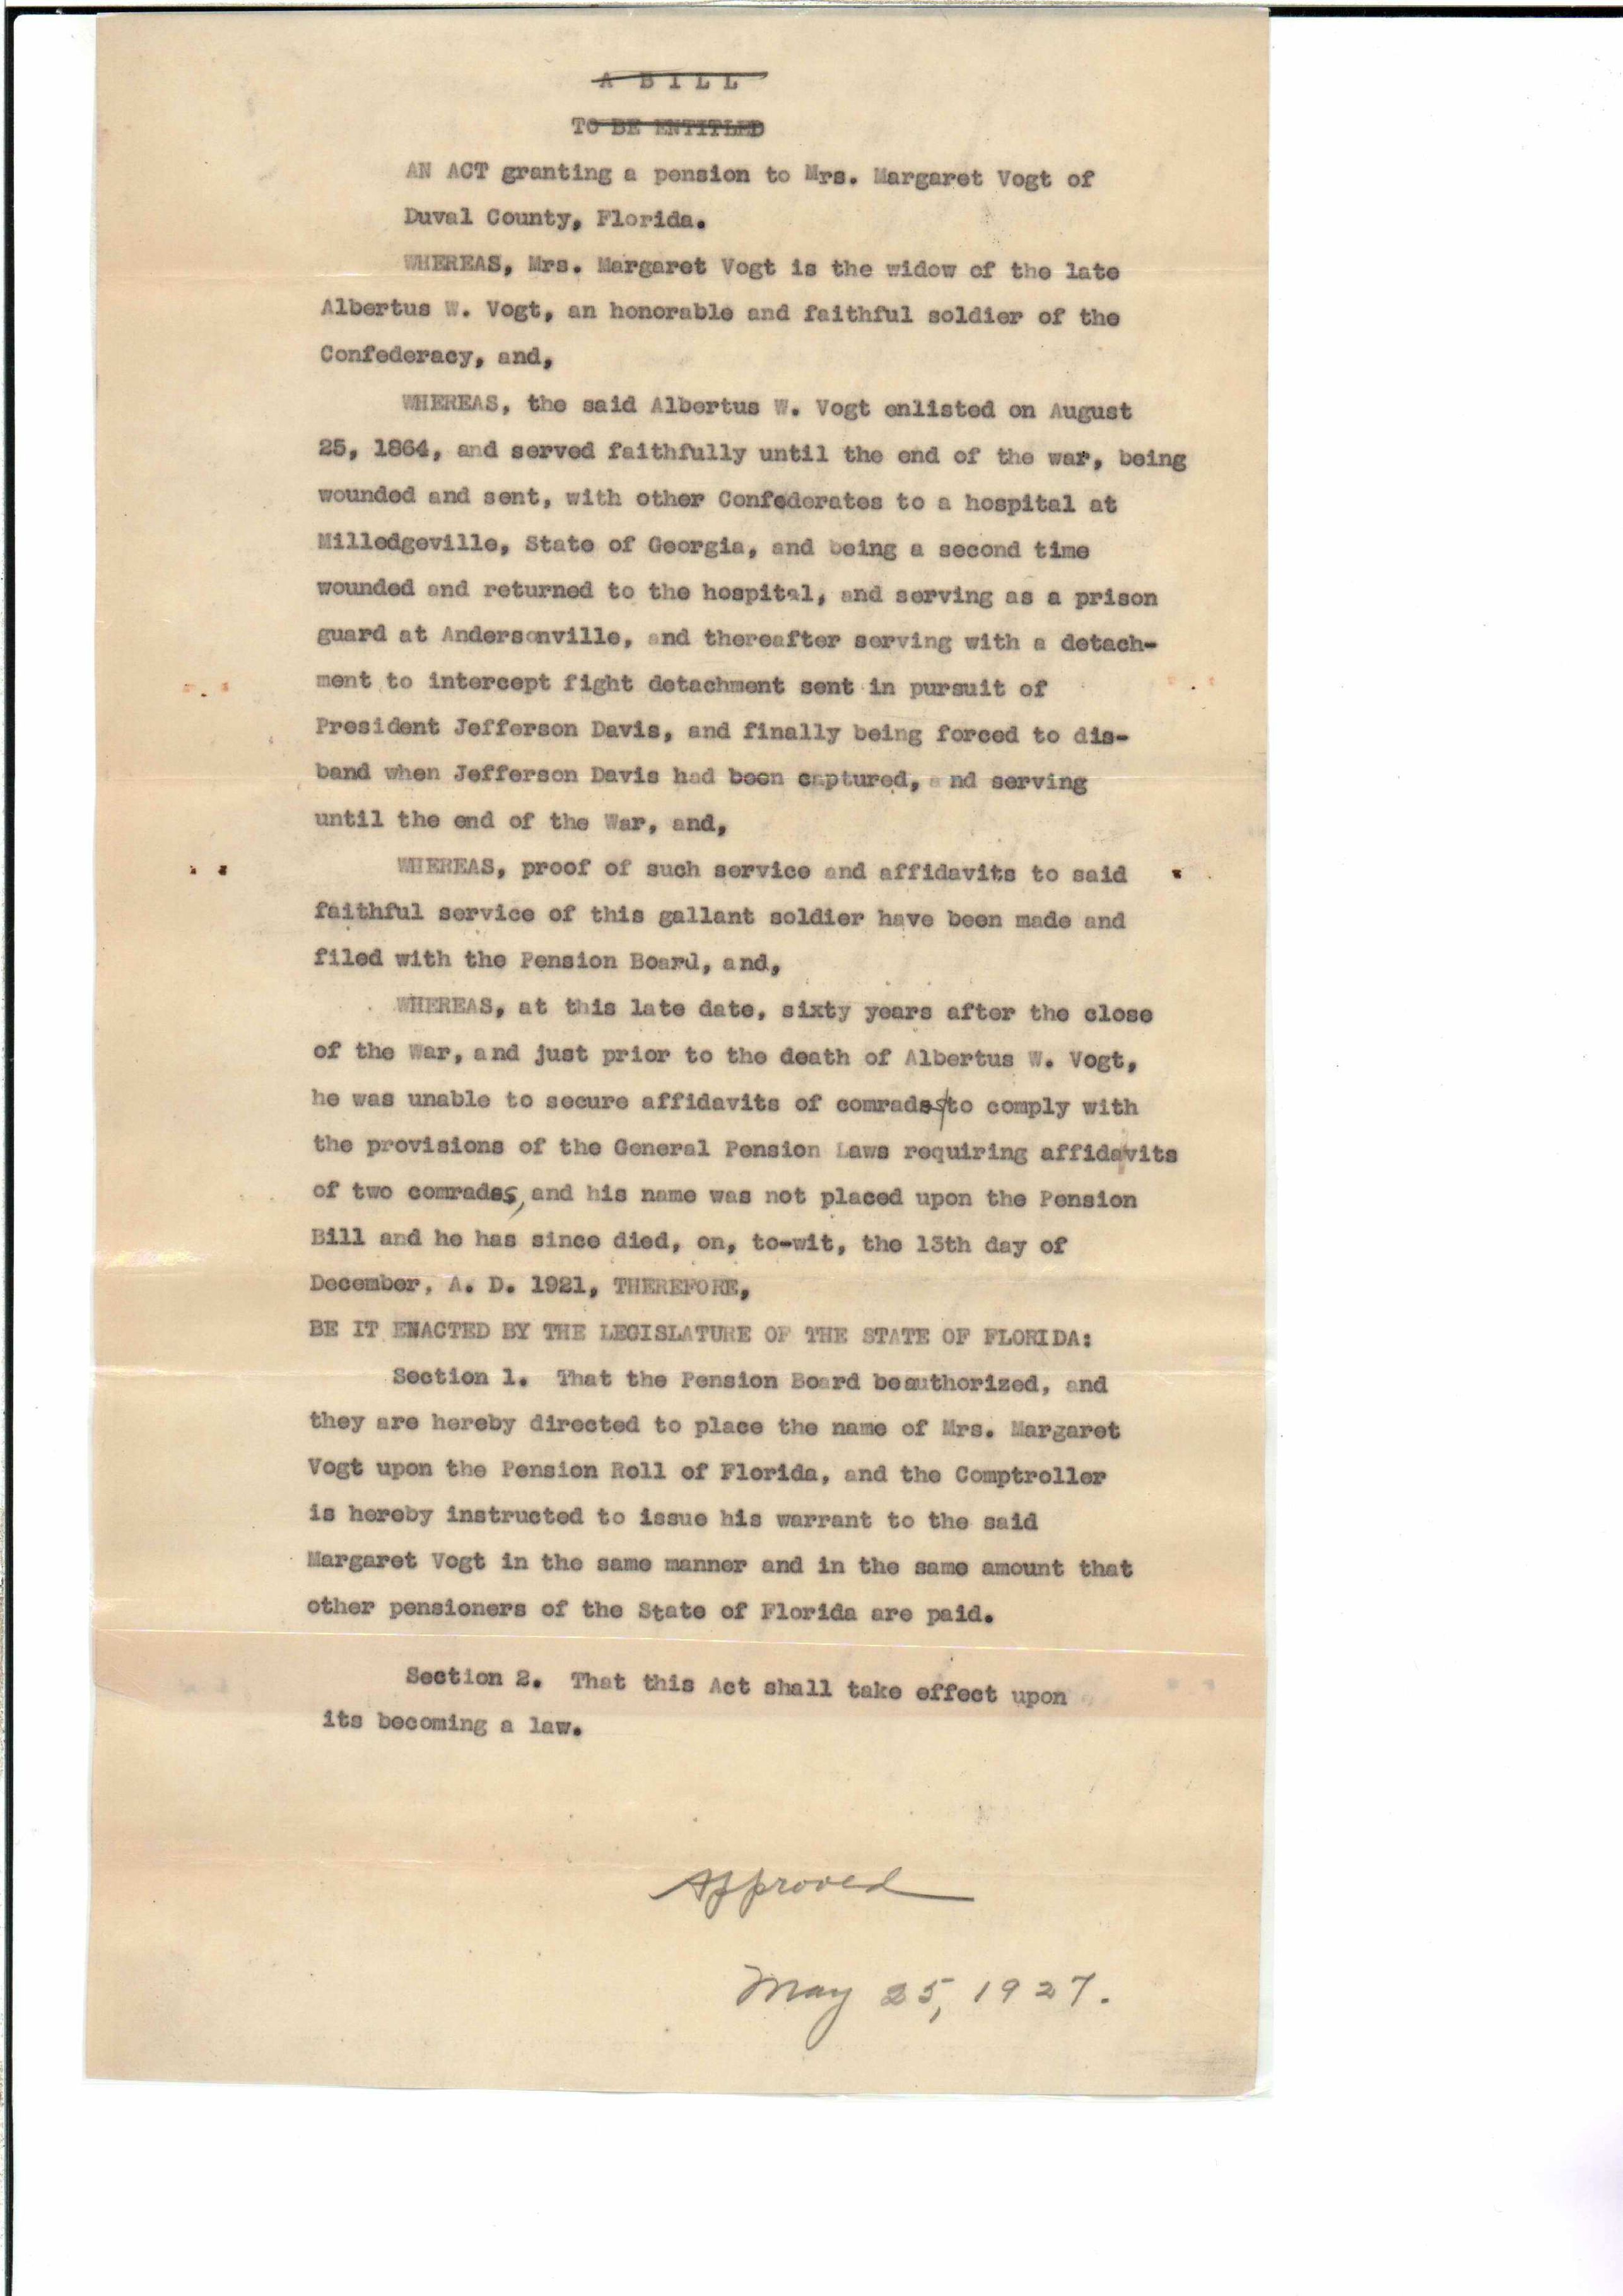 A BILL
TO BE ENTITLED
AN ACT granting a pension to Mrs. Margaret Vogt of
Duval County, Florida.
WHEREAS, Mrs. Margaret Vogt is the widow of the late
Albertus W. Vogt, an honorable and faithful soldier of the
Confederacy, and,
WHEREAS, the said Albertus W. Vogt enlisted on August
25, 1864, and served faithfully until the end of the war, being
wounded and sent, with other Confederates to a hospital at
Milledgeville, State of Georgia, and being a second time
wounded and returned to the hospital, and serving as a prison
guard at Andersonville, and thereafter serving with a detach-
ment to intercept fight detachment sent in pursuit of
President Jefferson Davis, and finally being forced to dis-
band when Jefferson Davis had been captured, and serving
until the end of the War, and,
WHEREAS, proof of such service and affidavits to said
faithful service of this gallant soldier have been made and
filed with the Pension Board, and,
WHEREAS, at this late date, sixty years after the close
of the War, and just prior to the death of Albertus W. Vogt,
he was unable to secure affidavits of comrades to comply with
the provisions of the General Pension Laws requiring affidavits
of two comrades, and his name was not placed upon the Pension
Bill and he has since died, on, to-wit, the 13th day of
December, A. D. 1921, THEREFORE,
BE IT ENACTED BY THE LEGISLATURE OF THE STATE OF FLORIDA:
Section 1. That the Pension Board be authorized, and
they are hereby directed to place the name of Mrs. Margaret
Vogt upon the Pension Roll of Florida, and the Comptroller
is hereby instructed to issue his warrant to the said
Margaret Vogt in the same manner and in the same amount that
other pensioners of the State of Florida are paid.
Section 2. That this Act shall take effect upon
its becoming a law.
Approved
May 25, 1927.